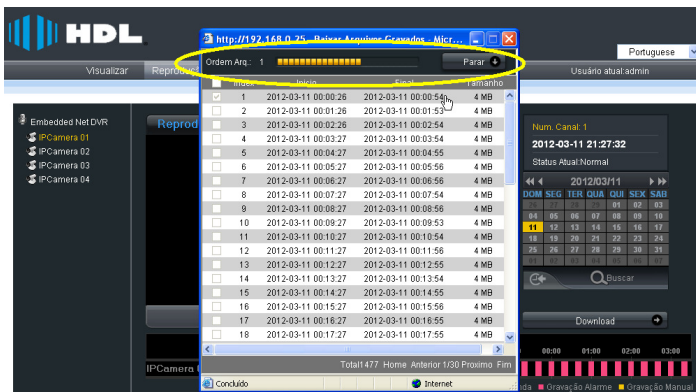 HDL
Portuguese
Visualizar
Reprodu
Usuário atual:admin
http://192.168.0.25 - Baixar Arquivos Gravados - Micr...
Ordem Arq.: 1
Parar
Index Inicio Final Tamanho
1 2012-03-11 00:00:26 2012-03-11 00:00:54 4 MB
2 2012-03-11 00:01:26 2012-03-11 00:01:53 4 MB
3 2012-03-11 00:02:26 2012-03-11 00:02:54 4 MB
4 2012-03-11 00:03:27 2012-03-11 00:03:54 4 MB
5 2012-03-11 00:04:27 2012-03-11 00:04:55 4 MB
6 2012-03-11 00:05:27 2012-03-11 00:05:56 4 MB
7 2012-03-11 00:06:27 2012-03-11 00:06:56 4 MB
8 2012-03-11 00:07:27 2012-03-11 00:07:54 4 MB
9 2012-03-11 00:08:27 2012-03-11 00:08:56 4 MB
10 2012-03-11 00:09:27 2012-03-11 00:09:53 4 MB
11 2012-03-11 00:10:27 2012-03-11 00:10:54 4 MB
12 2012-03-11 00:11:27 2012-03-11 00:11:56 4 MB
13 2012-03-11 00:12:27 2012-03-11 00:12:55 4 MB
14 2012-03-11 00:13:27 2012-03-11 00:13:54 4 MB
15 2012-03-11 00:14:27 2012-03-11 00:14:55 4 MB
16 2012-03-11 00:15:27 2012-03-11 00:15:56 4 MB
17 2012-03-11 00:16:27 2012-03-11 00:16:55 4 MB
18 2012-03-11 00:17:27 2012-03-11 00:17:55 4 MB
Total1477 Home Anterior 1/30 Proximo Fim
Concluído
Internet
Embedded Net DVR
IPCamera 01
IPCamera 02
IPCamera 03
IPCamera 04
Reprod
IPCamera
Num. Canal: 1
2012-03-11 21:27:32
Status Atual:Normal
2012/03/11
DOM SEG TER QUA QUI SEX SAB
26 27 28 29 01 02 03
04 05 06 07 08 09 10
11 12 13 14 15 16 17
18 19 20 21 22 23 24
25 26 27 28 29 30 31
01 02 03 04 05 06 07
Buscar
Download
00:00 01:00 02:00 03:00
da Gravação Alarme Gravação Manual